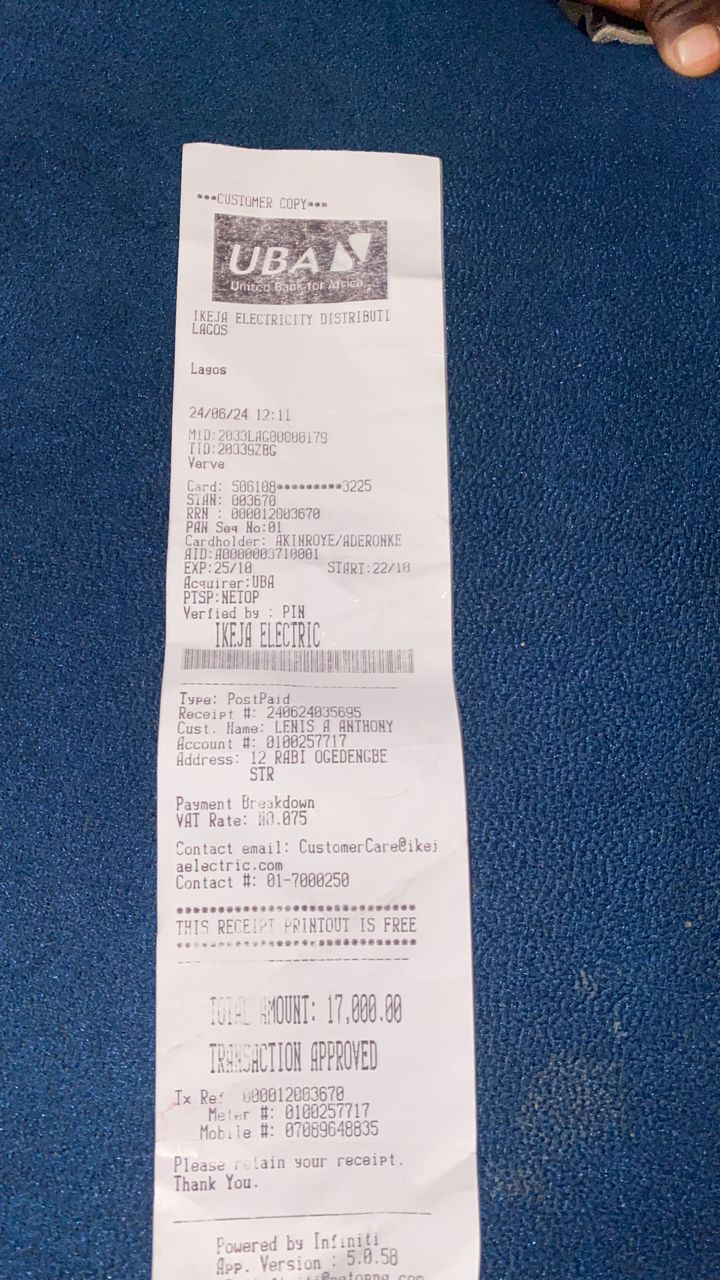 ***CUSTOMER COPY***
UBA
United Bank for Africa
IKEJA ELECTRICITY DISTRIBUTI
LAGOS
Lagos
24/06/24 12:11
MID:2033LAG00800179
TID:20339ZBG
Verve
Card: 506108*********3225
STAN: 003670
RRN : 000012003670
PAN Seq No:01
Cardholder: AKINROYE/ADERONKE
AID:A0000003710001
EXP:25/10 START:22/10
Acquirer:UBA
PTSP:NETOP
Verfied by : PIN
IKEJA ELECTRIC
Type: PostPaid
Receipt #: 240624035695
Cust. Name: LENIS A ANTHONY
Account #: 0100257717
Address: 12 RABI OGEDENGBE
STR
Payment Breakdown
VAT Rate: N0.075
Contact email: CustomerCare@ikej
aelectric.com
Contact #: 01-7000250
THIS RECEIPT PRINTOUT IS FREE
TOTAL AMOUNT: 17,000.00
TRANSACTION APPROVED
Tx Ref: 000012003670
Meter #: 0100257717
Mobile #: 07089648835
Please retain your receipt.
Thank You.
Powered by Infiniti
App. Version : 5.0.58